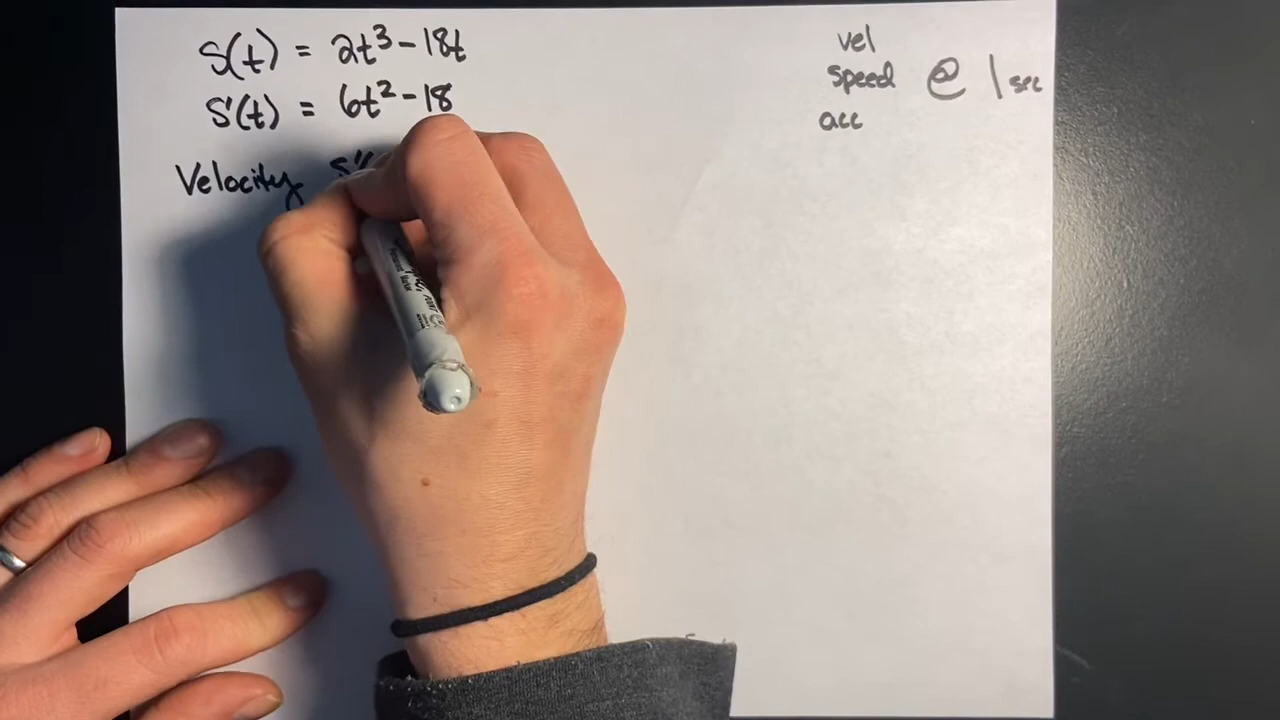 S(t) = 2t³ - 18t
S'(t) = 6t² - 18
Velocity
vel
speed @ 1 sec
acc